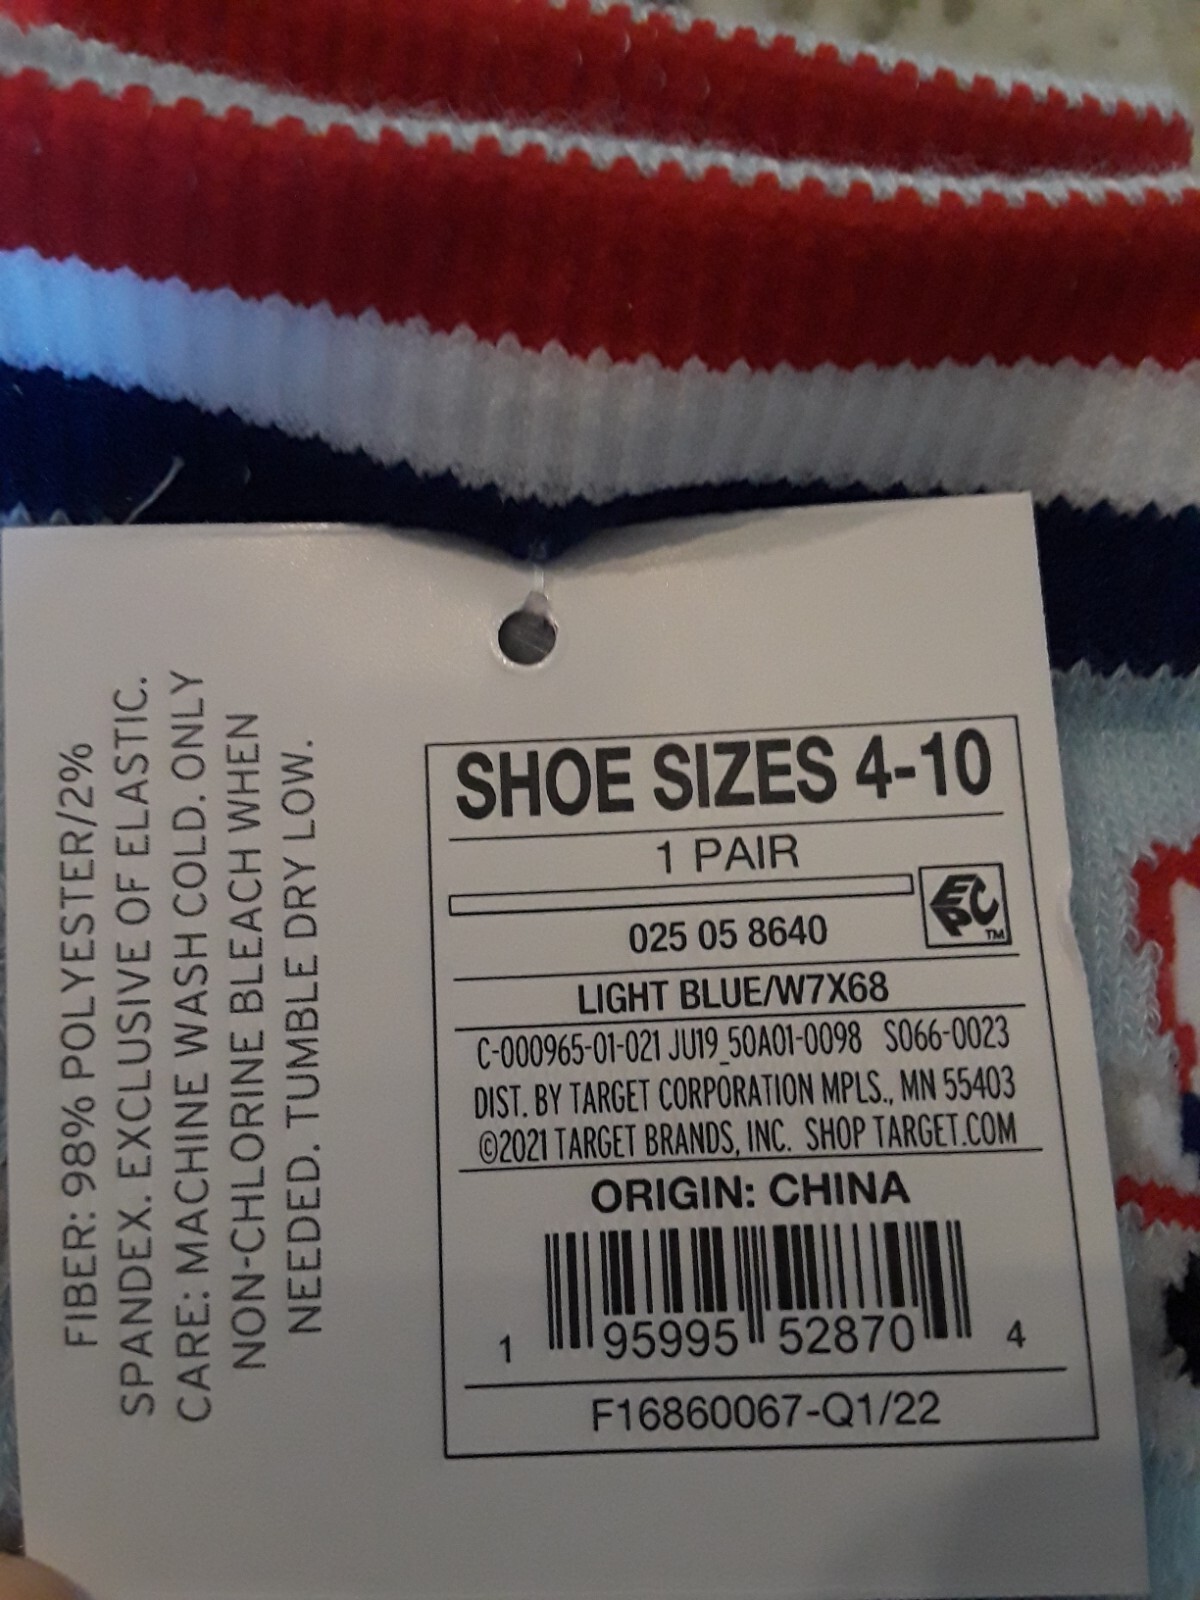 FIBER: 98% POLYESTER/2%
SPANDEX. EXCLUSIVE OF ELASTIC.
CARE: MACHINE WASH COLD. ONLY
NON-CHLORINE BLEACH WHEN
NEEDED. TUMBLE DRY LOW.
SHOE SIZES 4-10
1 PAIR
EPC TM
025 05 8640
LIGHT BLUE/W7X68
C-000965-01-021 JU19_50A01-0098 S066-0023
DIST. BY TARGET CORPORATION MPLS., MN 55403
©2021 TARGET BRANDS, INC. SHOP TARGET.COM
ORIGIN: CHINA
1 95995 52870 4
F16860067-Q1/22